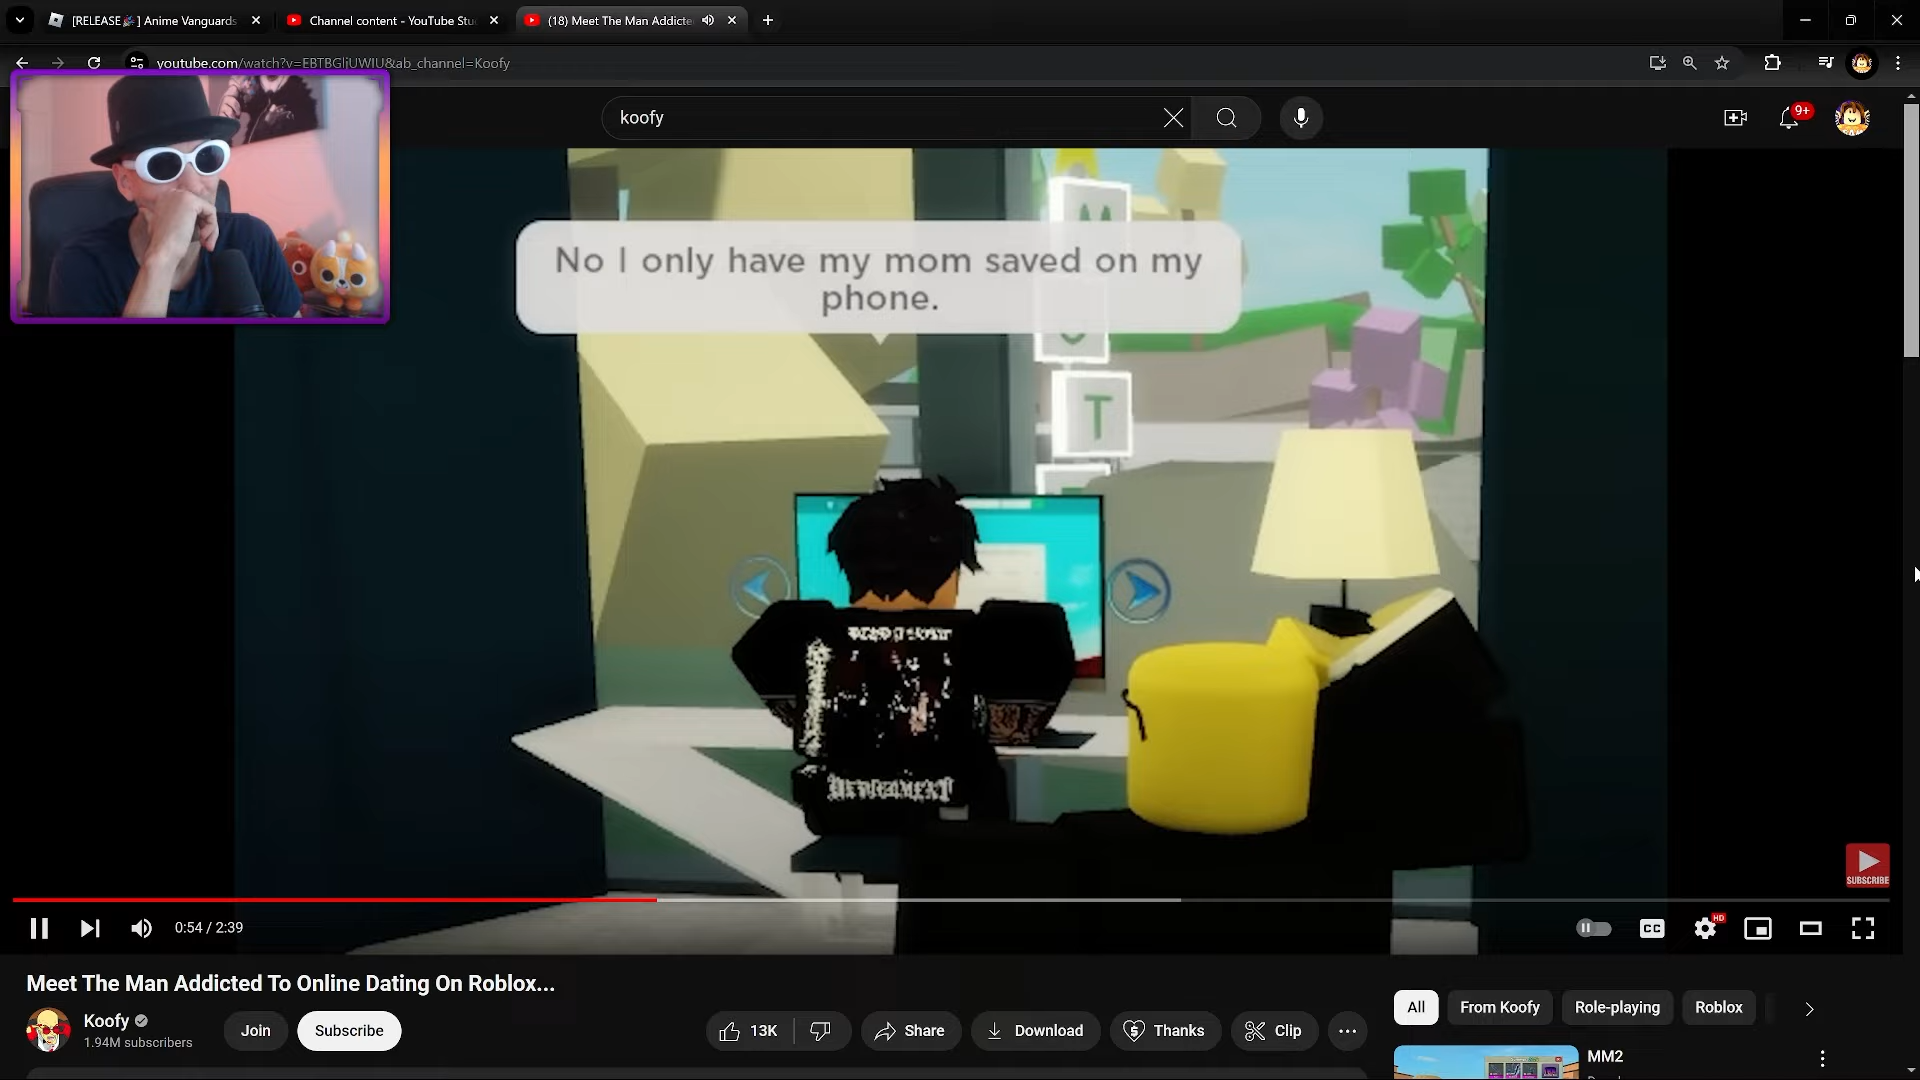 [RELEASE🎉] Anime Vanguards
Channel content - YouTube Stu
(18) Meet The Man Addicte
youtube.com/watch?v=EBTBGljUWIU&ab_channel=Koofy
koofy
9+
No I only have my mom saved on my
phone.
T
SUBSCRIBE
0:54 / 2:39
CC
HD
Meet The Man Addicted To Online Dating On Roblox...
Koofy
1.94M subscribers
Join
Subscribe
13K
Share
Download
Thanks
Clip
All
From Koofy
Role-playing
Roblox
MM2